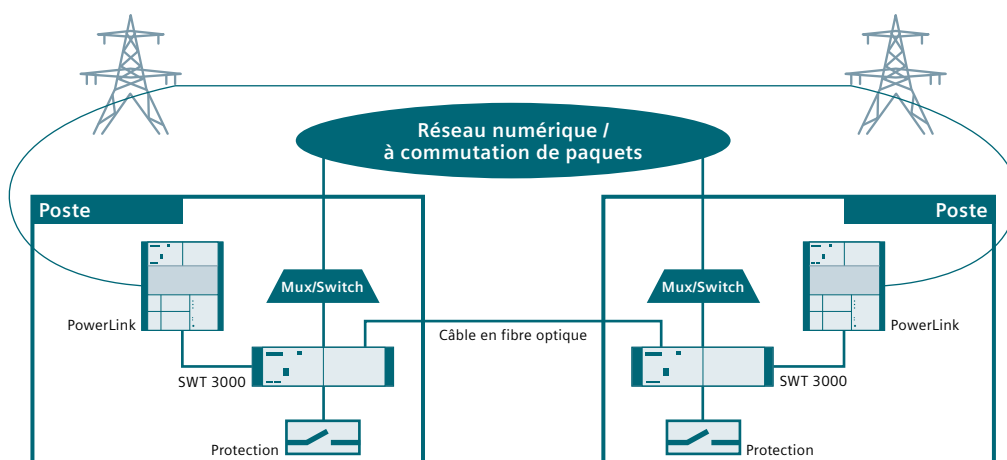 Réseau numérique /
à commutation de paquets
Poste
Poste
Mux/Switch
Mux/Switch
PowerLink
PowerLink
Câble en fibre optique
SWT 3000
SWT 3000
Protection
Protection